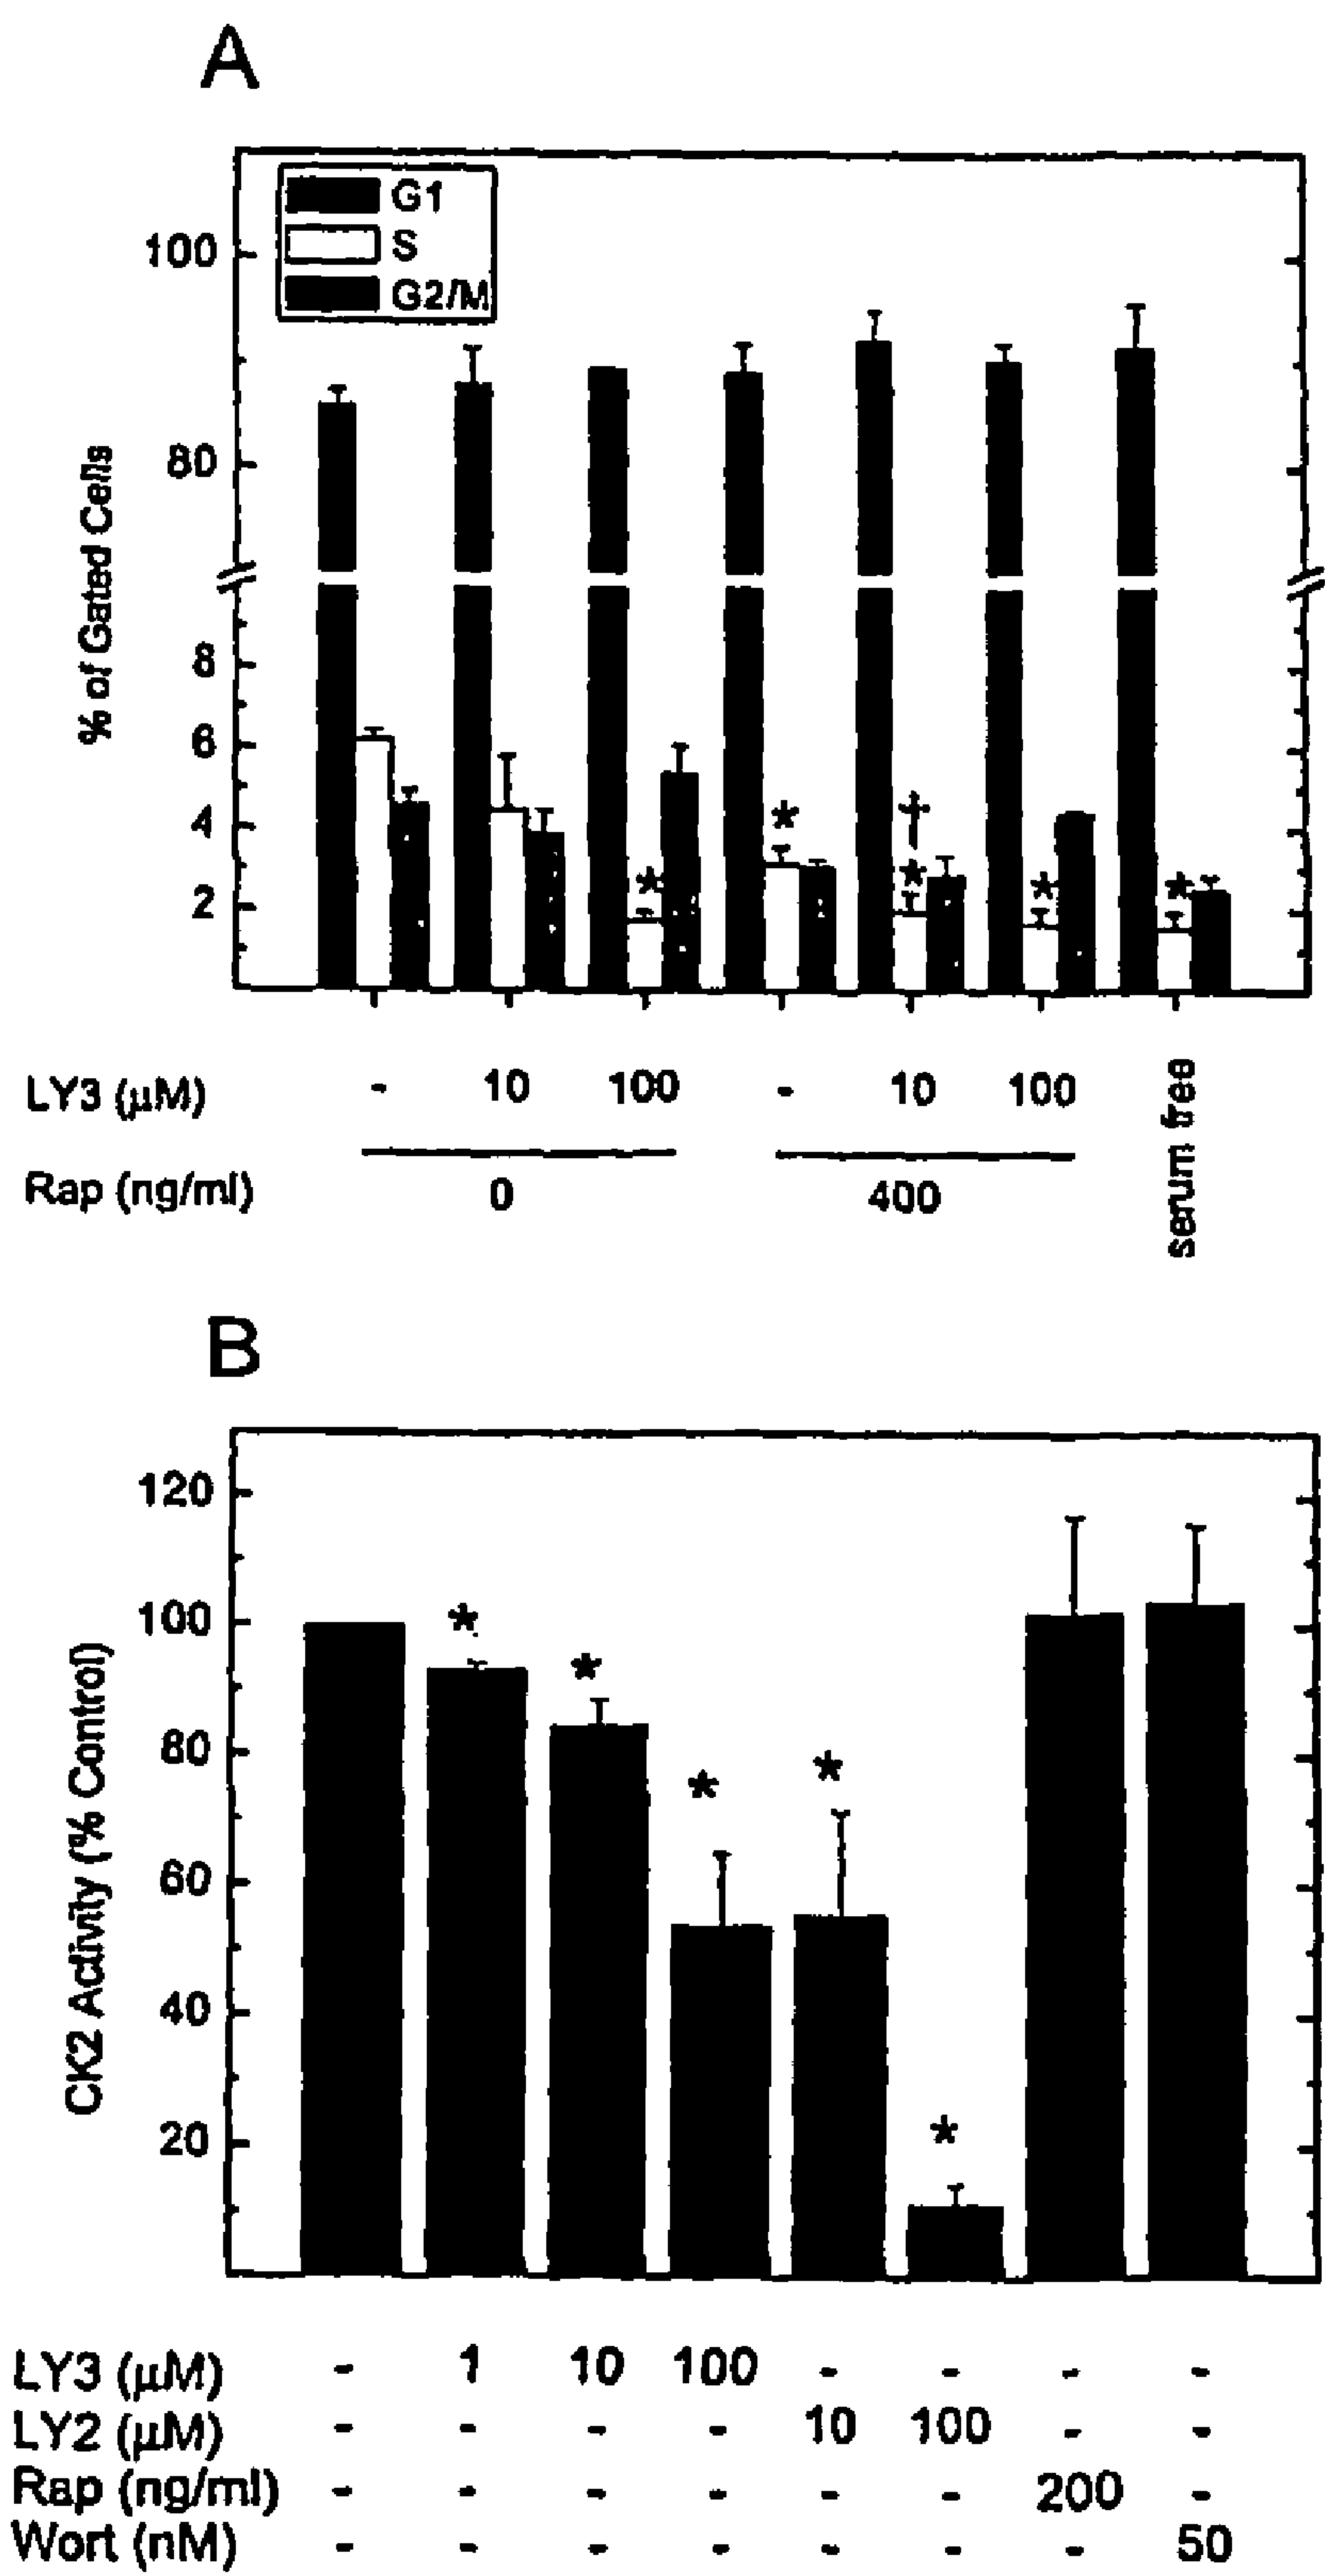 A
G1
S
G2/M
100
80
8
6
4
2
% of Gated Cells
* * † * * *
LY3 (μM) - 10 100 - 10 100 serum free
Rap (ng/ml) 0 400
B
120
100
80
60
40
20
CK2 Activity (% Control)
* * * * *
LY3 (μM) - 1 10 100 - - - -
LY2 (μM) - - - - 10 100 - -
Rap (ng/ml) - - - - - - 200 -
Wort (nM) - - - - - - - 50